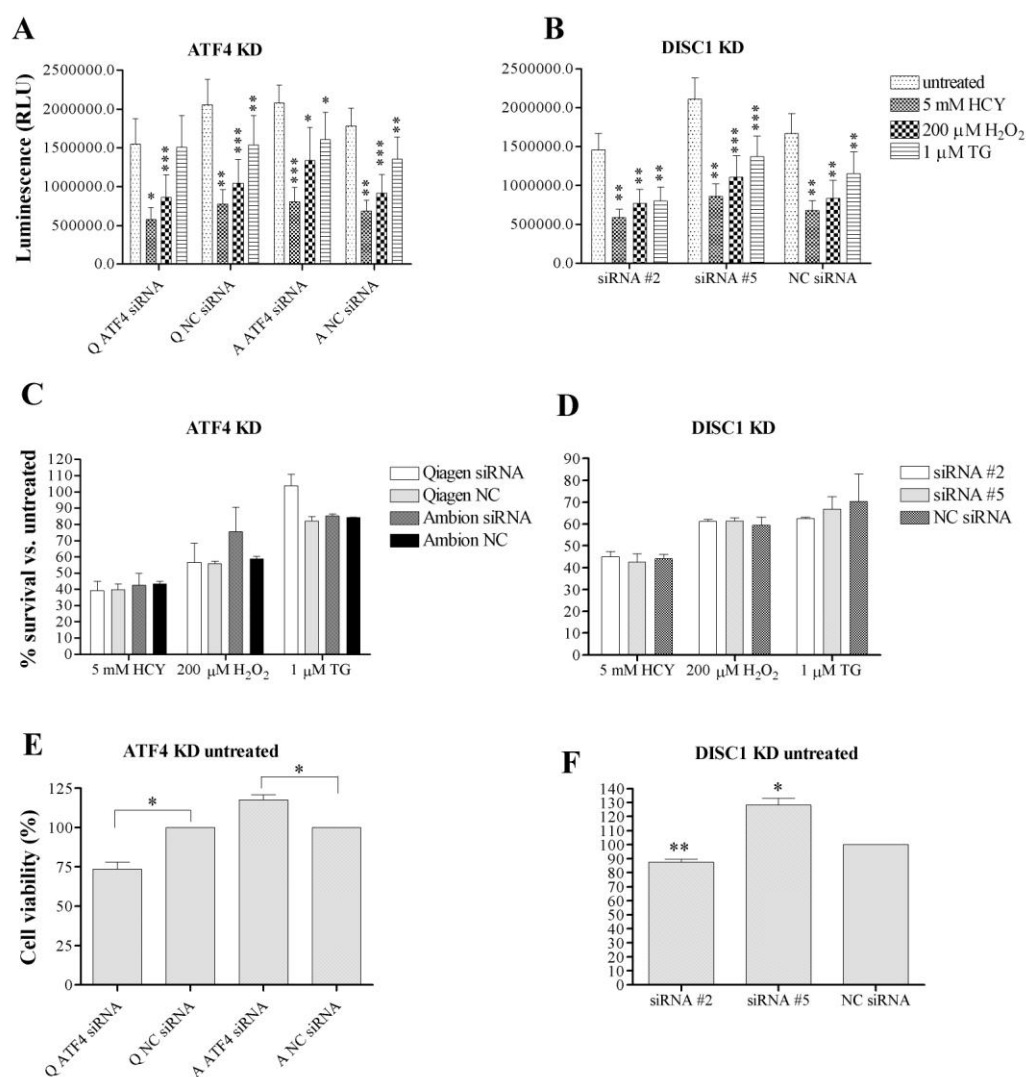 A
ATF4 KD
Luminescence (RLU)
2500000.0
2000000.0
1500000.0
1000000.0
500000.0
0.0
* *** ** *** ** *** * * ** *** **
Q ATF4 siRNA
Q NC siRNA
A ATF4 siRNA
A NC siRNA
B
DISC1 KD
2500000.0
2000000.0
1500000.0
1000000.0
500000.0
0.0
** ** ** ** *** *** ** ** **
siRNA #2
siRNA #5
NC siRNA
untreated
5 mM HCY
200 µM H₂O₂
1 µM TG
C
ATF4 KD
% survival vs. untreated
120
110
100
90
80
70
60
50
40
30
20
10
0
5 mM HCY
200 µM H₂O₂
1 µM TG
Qiagen siRNA
Qiagen NC
Ambion siRNA
Ambion NC
D
DISC1 KD
90
80
70
60
50
40
30
20
10
0
5 mM HCY
200 µM H₂O₂
1 µM TG
siRNA #2
siRNA #5
NC siRNA
E
ATF4 KD untreated
Cell viability (%)
125
100
75
50
25
0
*
*
Q ATF4 siRNA
Q NC siRNA
A ATF4 siRNA
A NC siRNA
F
DISC1 KD untreated
140
130
120
110
100
90
80
70
60
50
40
30
20
10
0
**
*
siRNA #2
siRNA #5
NC siRNA